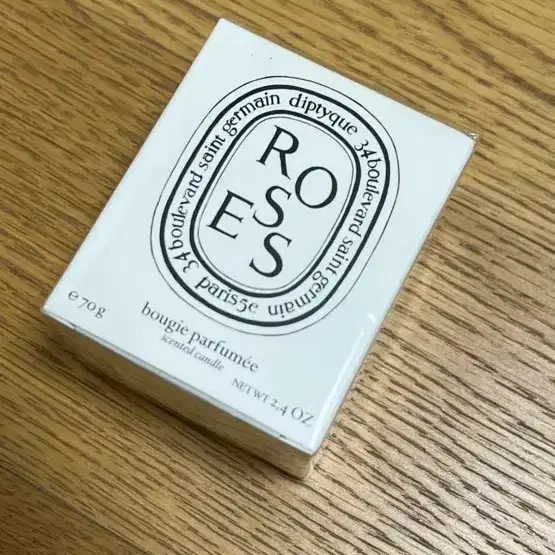 34 boulevard saint germain diptyque 34 boulevard saint germain paris 5e
RO
S
ES
e 70 g
bougie parfumée
scented candle
NET WT 2,4 OZ